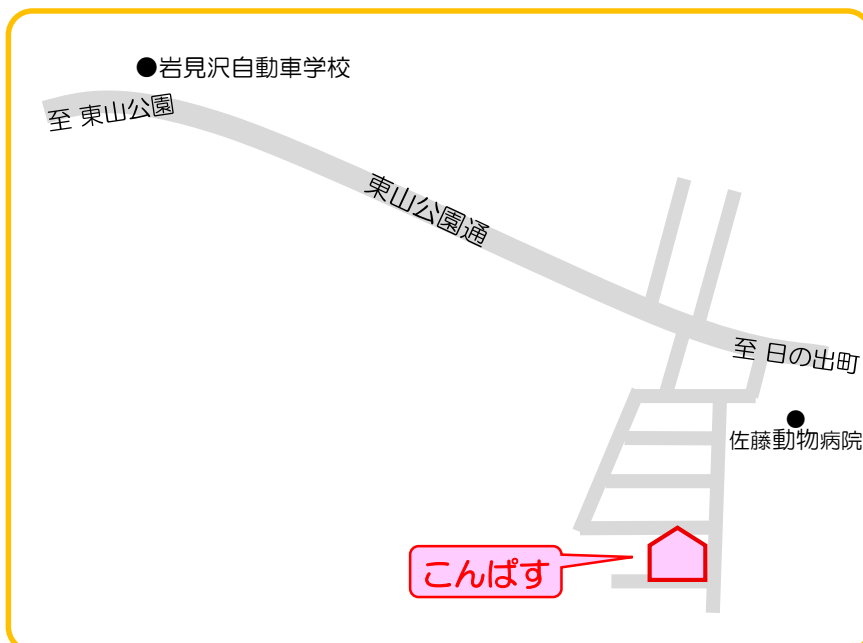 ●岩見沢自動車学校
至 東山公園
東山公園通
至 日の出町
●
佐藤動物病院
こんぱす